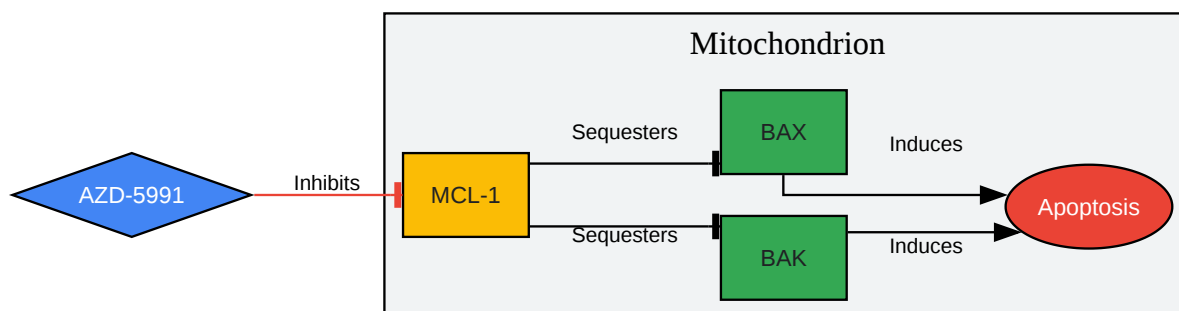 Mitochondrion
AZD-5991
Inhibits
MCL-1
Sequesters
BAX
Induces
Sequesters
BAK
Induces
Apoptosis